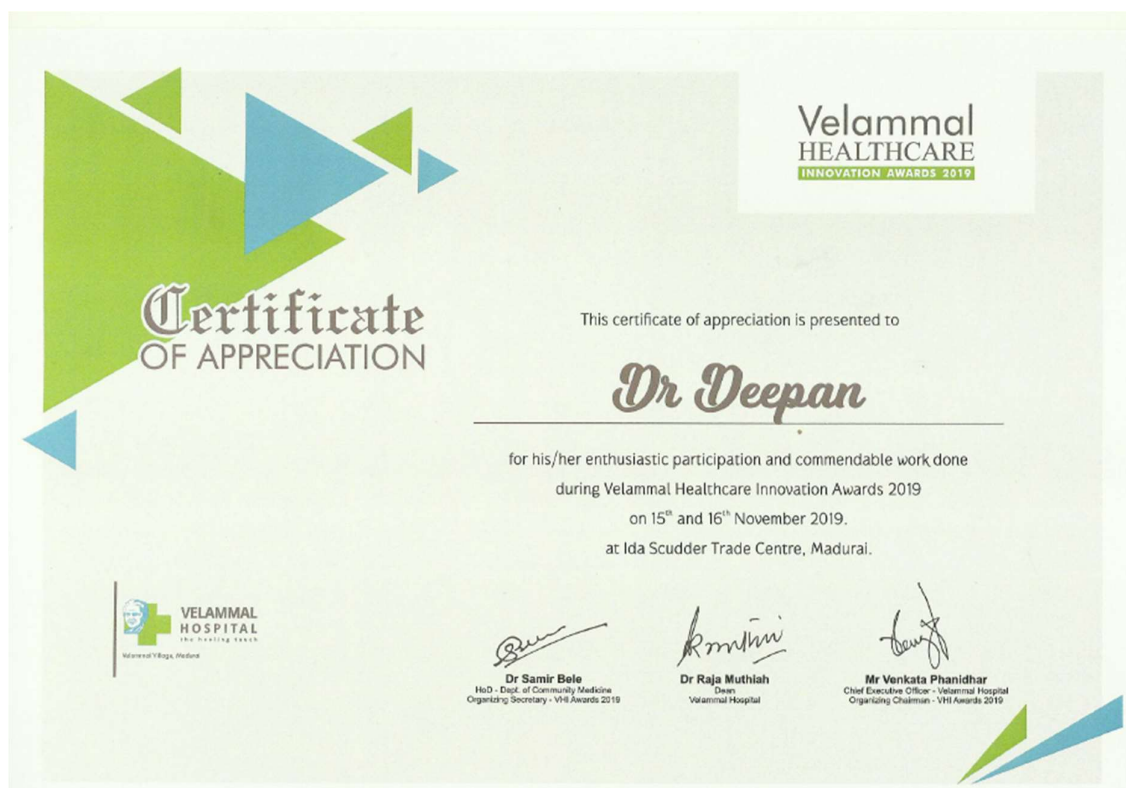 Velammal
HEALTHCARE
INNOVATION AWARDS 2019
Certificate
OF APPRECIATION
This certificate of appreciation is presented to
Dr Deepan
for his/her enthusiastic participation and commendable work done
during Velammal Healthcare Innovation Awards 2019
on 15th and 16th November 2019.
at Ida Scudder Trade Centre, Madurai.
VELAMMAL
HOSPITAL
the healing touch
Velammal Village, Madurai
Dr Samir Bele
HoD - Dept. of Community Medicine
Organizing Secretary - VHI Awards 2019
Dr Raja Muthiah
Dean
Velammal Hospital
Mr Venkata Phanidhar
Chief Executive Officer - Velammal Hospital
Organizing Chairman - VHI Awards 2019